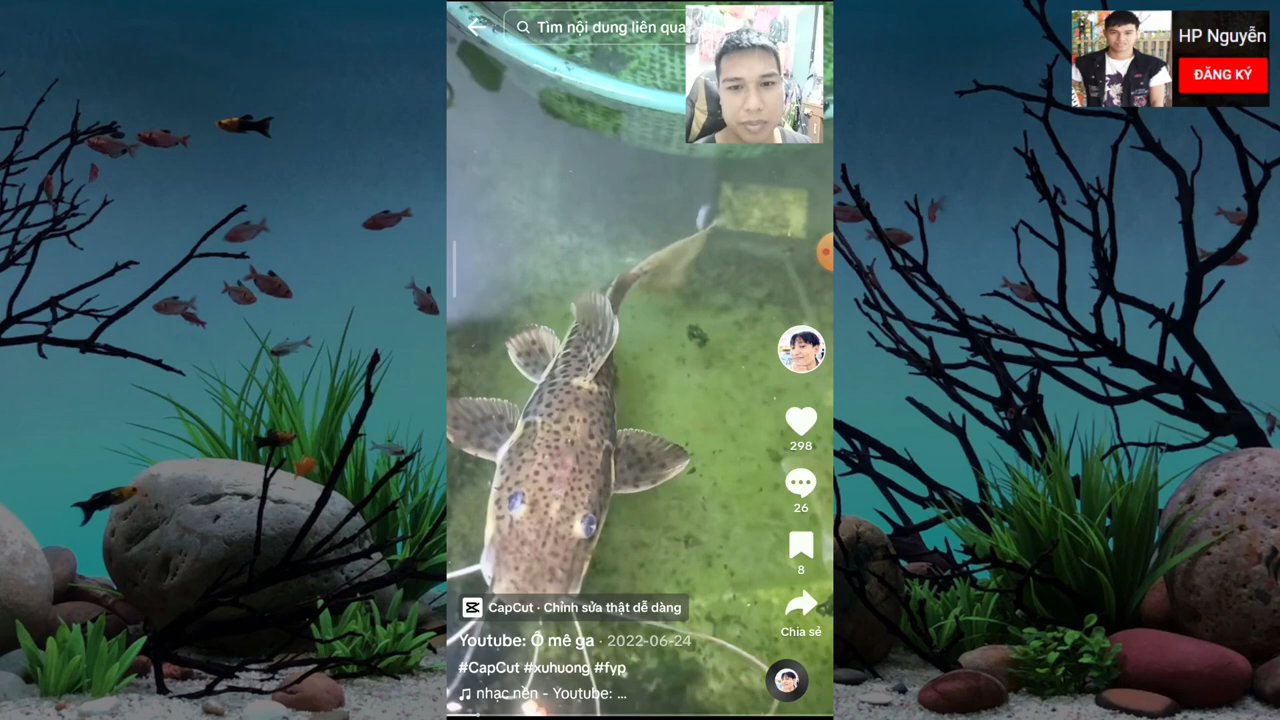 Tìm nội dung liên qua
HP Nguyễn
ĐĂNG KÝ
298
26
8
Chia sẻ
CapCut · Chỉnh sửa thật dễ dàng
Youtube: Ô mê ga · 2022-06-24
#CapCut #xuhuong #fyp
nhạc nền - Youtube: ...